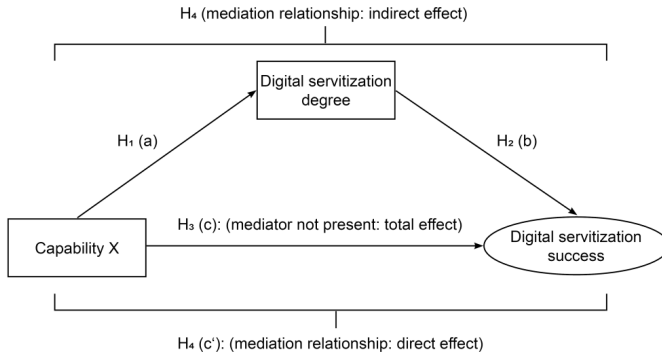 H₄ (mediation relationship: indirect effect)
Digital servitization
degree
H₁ (a)
H₂ (b)
H₃ (c): (mediator not present: total effect)
Capability X
Digital servitization
success
H₄ (c‘): (mediation relationship: direct effect)